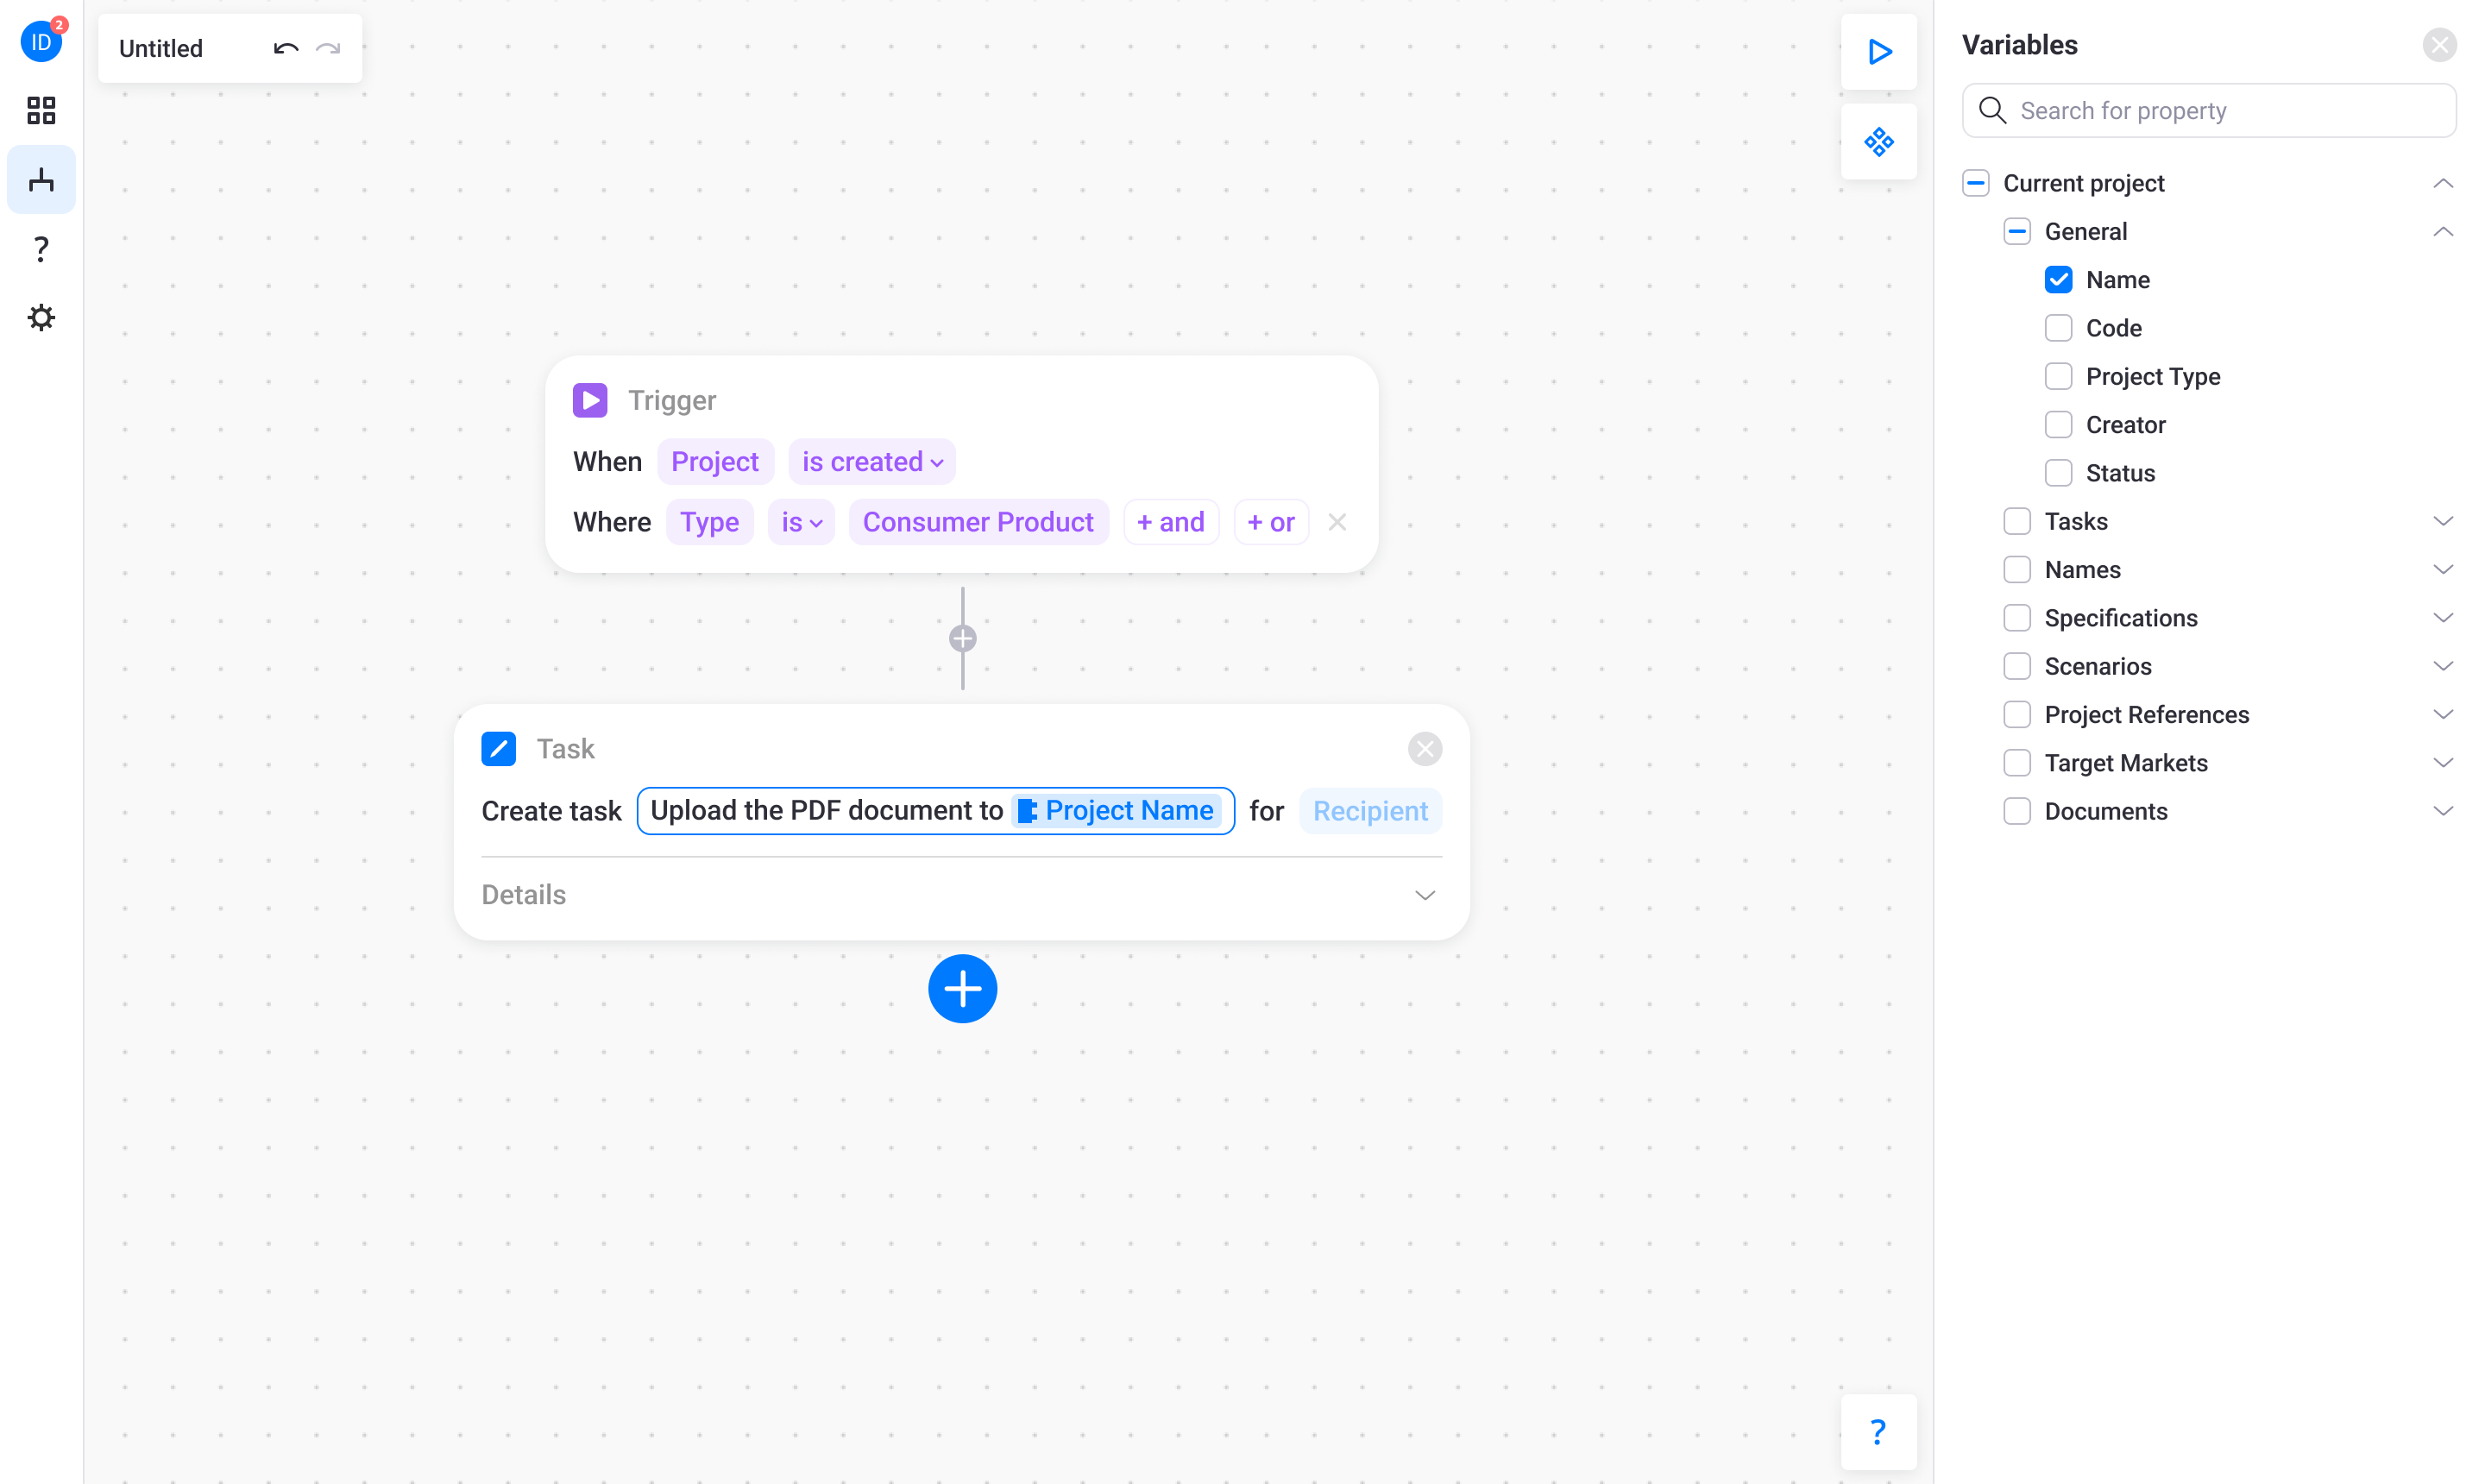 ID
2
Untitled
?
Trigger
When Project is created
Where Type is Consumer Product + and + or
Task
Create task Upload the PDF document to Project Name for Recipient
Details
?
Variables
Search for property
Current project
General
Name
Code
Project Type
Creator
Status
Tasks
Names
Specifications
Scenarios
Project References
Target Markets
Documents